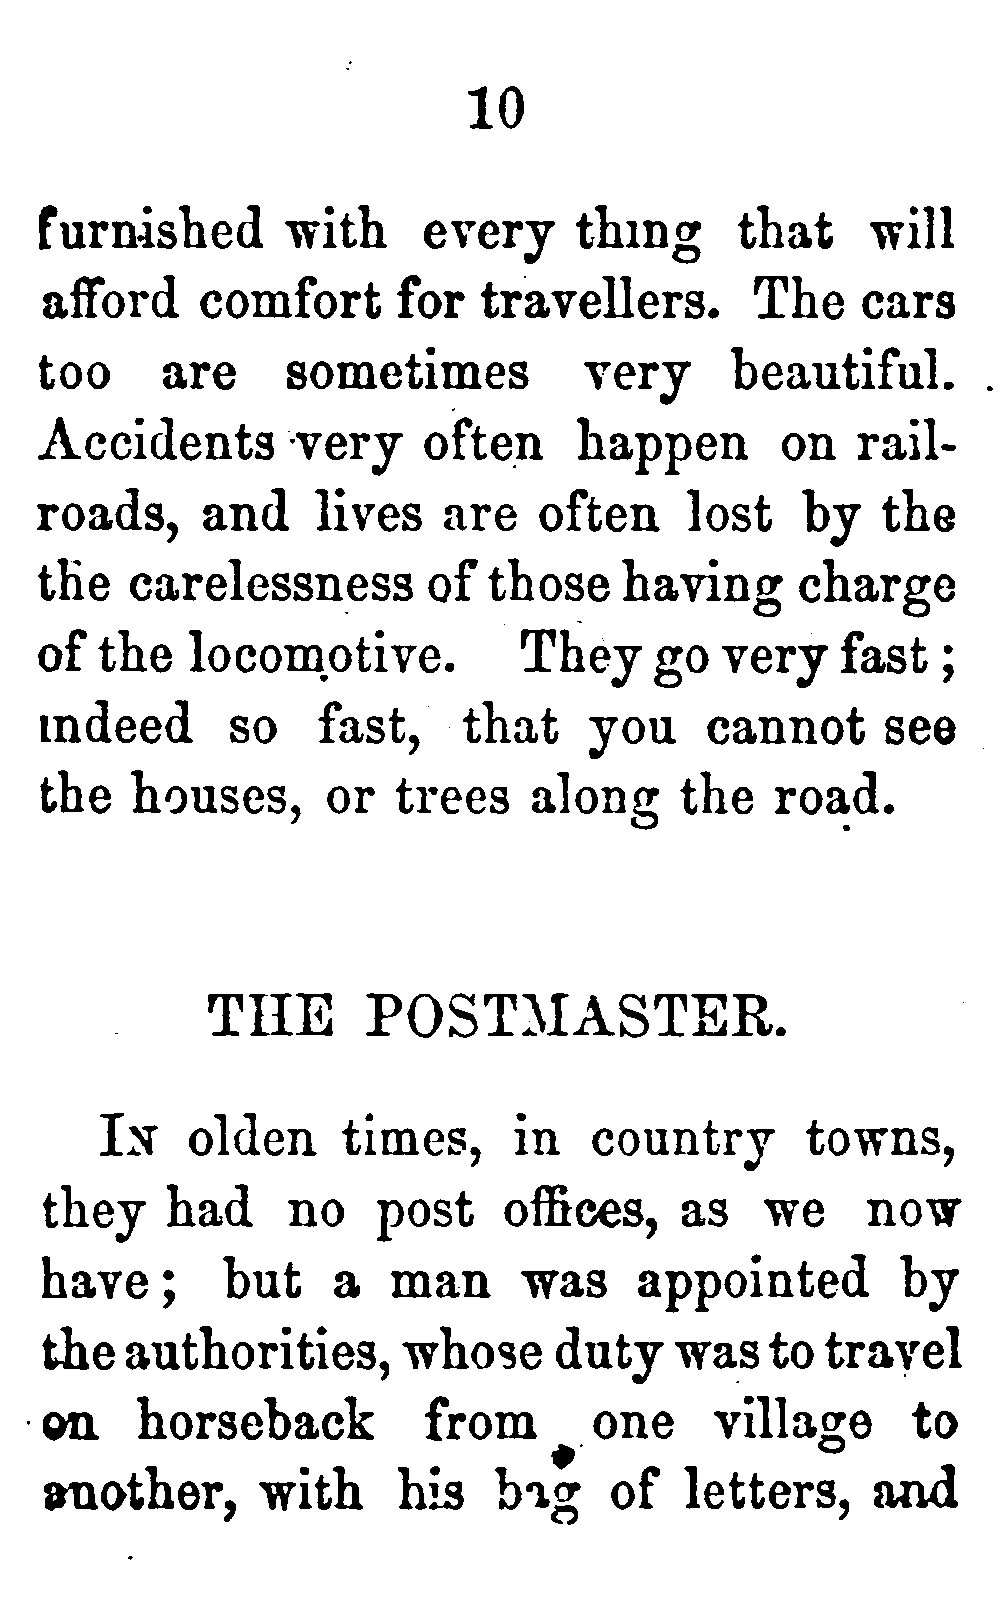 10
furnished with every thing that will
afford comfort for travellers. The cars
too are sometimes very beautiful.
Accidents very often happen on rail-
roads, and lives are often lost by the
the carelessness of those having charge
of the locomotive. They go very fast;
indeed so fast, that you cannot see
the houses, or trees along the road.
THE POSTMASTER.
In olden times, in country towns,
they had no post offices, as we now
have; but a man was appointed by
the authorities, whose duty was to travel
on horseback from one village to
another, with his bag of letters, and